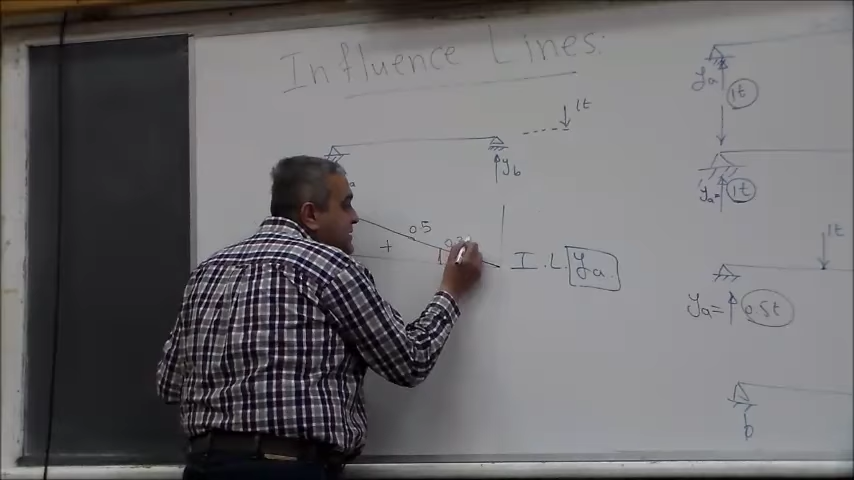 Influence Lines:
1t
yb
a
0.5
+
I.L. ya
ya
1t
ya=
1t
1t
ya=
0.5t
b